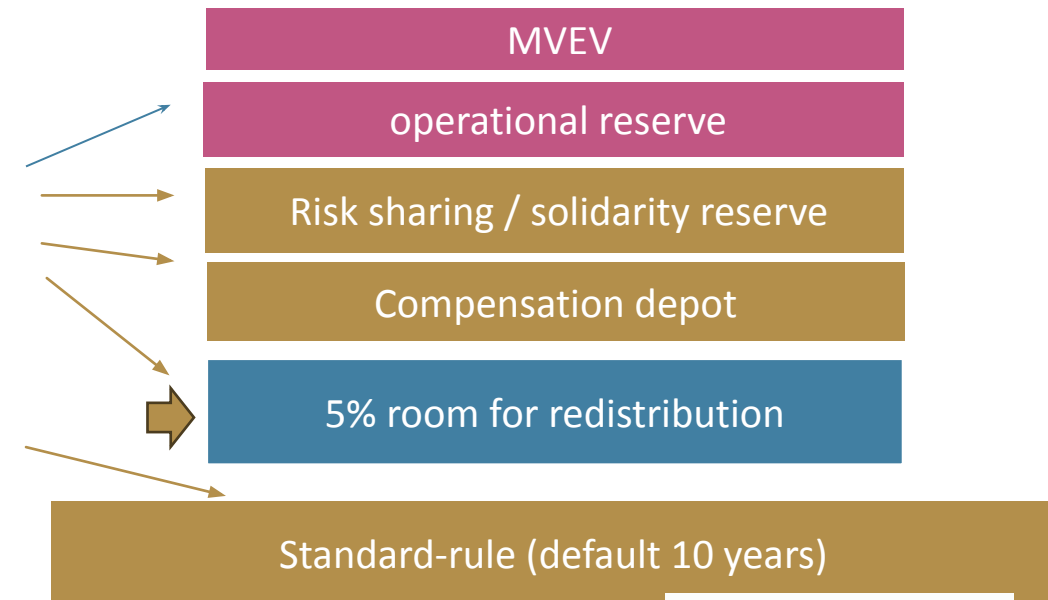 MVEV
operational reserve
Risk sharing / solidarity reserve
Compensation depot
5% room for redistribution
Standard-rule (default 10 years)